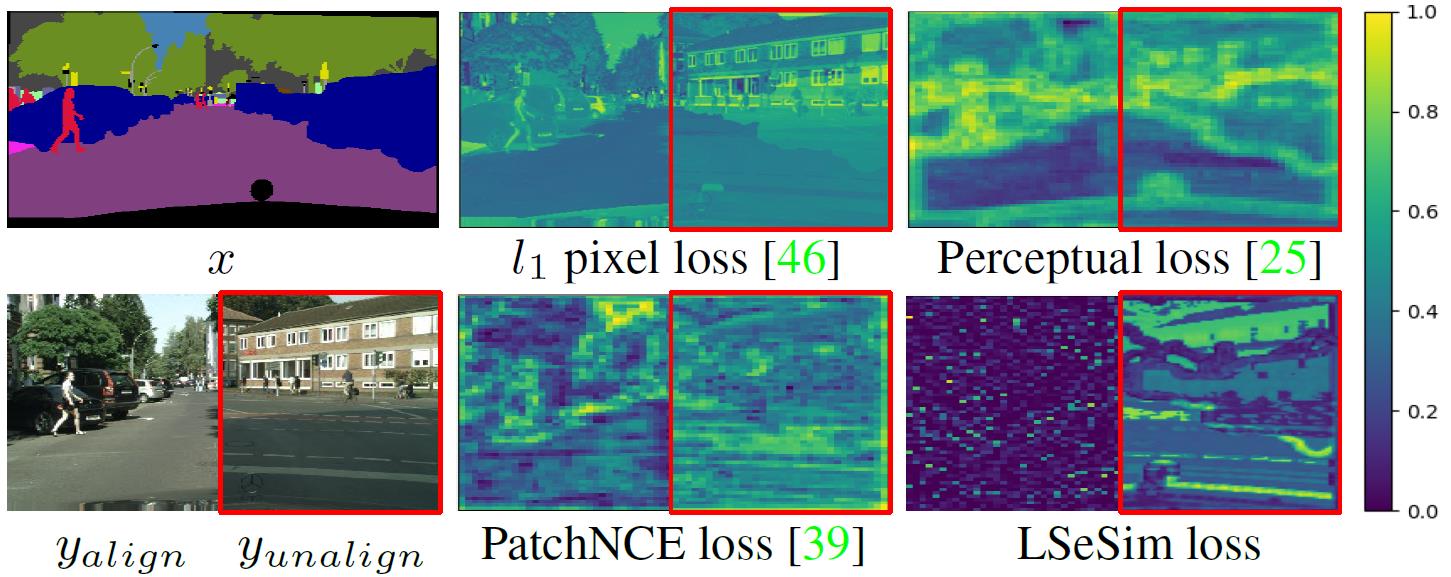 x
l₁ pixel loss [46]
Perceptual loss [25]
1.0
0.8
0.6
0.4
0.2
0.0
yalign
yunalign
PatchNCE loss [39]
LSeSim loss